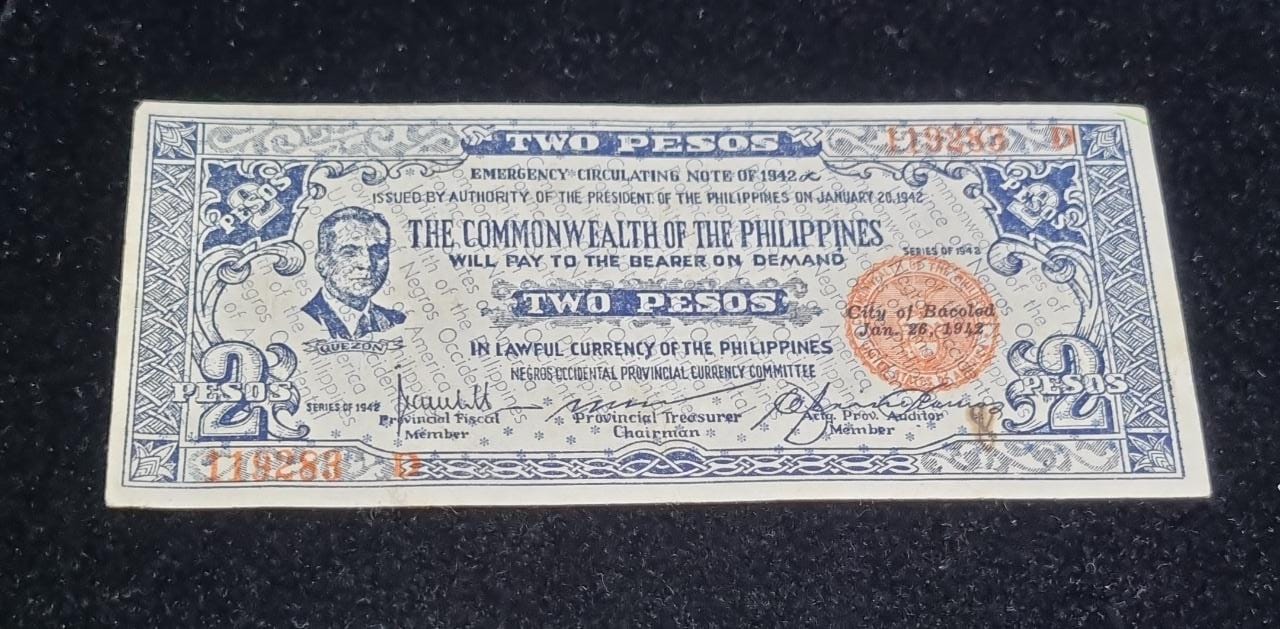 TWO PESOS
119283 D
EMERGENCY CIRCULATING NOTE OF 1942
ISSUED BY AUTHORITY OF THE PRESIDENT OF THE PHILIPPINES ON JANUARY 20,1942
PESOS 2
PESOS 2
THE COMMONWEALTH OF THE PHILIPPINES
SERIES OF 1942
WILL PAY TO THE BEARER ON DEMAND
TWO PESOS
City of Bacolod
Jan. 26, 1942
QUEZON
IN LAWFUL CURRENCY OF THE PHILIPPINES
NEGROS OCCIDENTAL PROVINCIAL CURRENCY COMMITTEE
2 PESOS
2 PESOS
SERIES OF 1942
Provincial Fiscal
Member
Provincial Treasurer
Chairman
Actg. Prov. Auditor
Member
119283 D